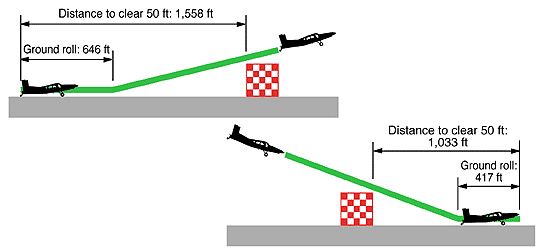 Distance to clear 50 ft: 1,558 ft
Ground roll: 646 ft
Distance to clear 50 ft:
1,033 ft
Ground roll:
417 ft